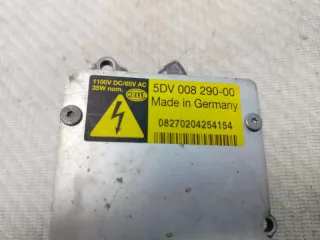 1100V DC/85V AC
35W nom.
HELLA
5DV 008 290-00
Made in Germany
08270204254154